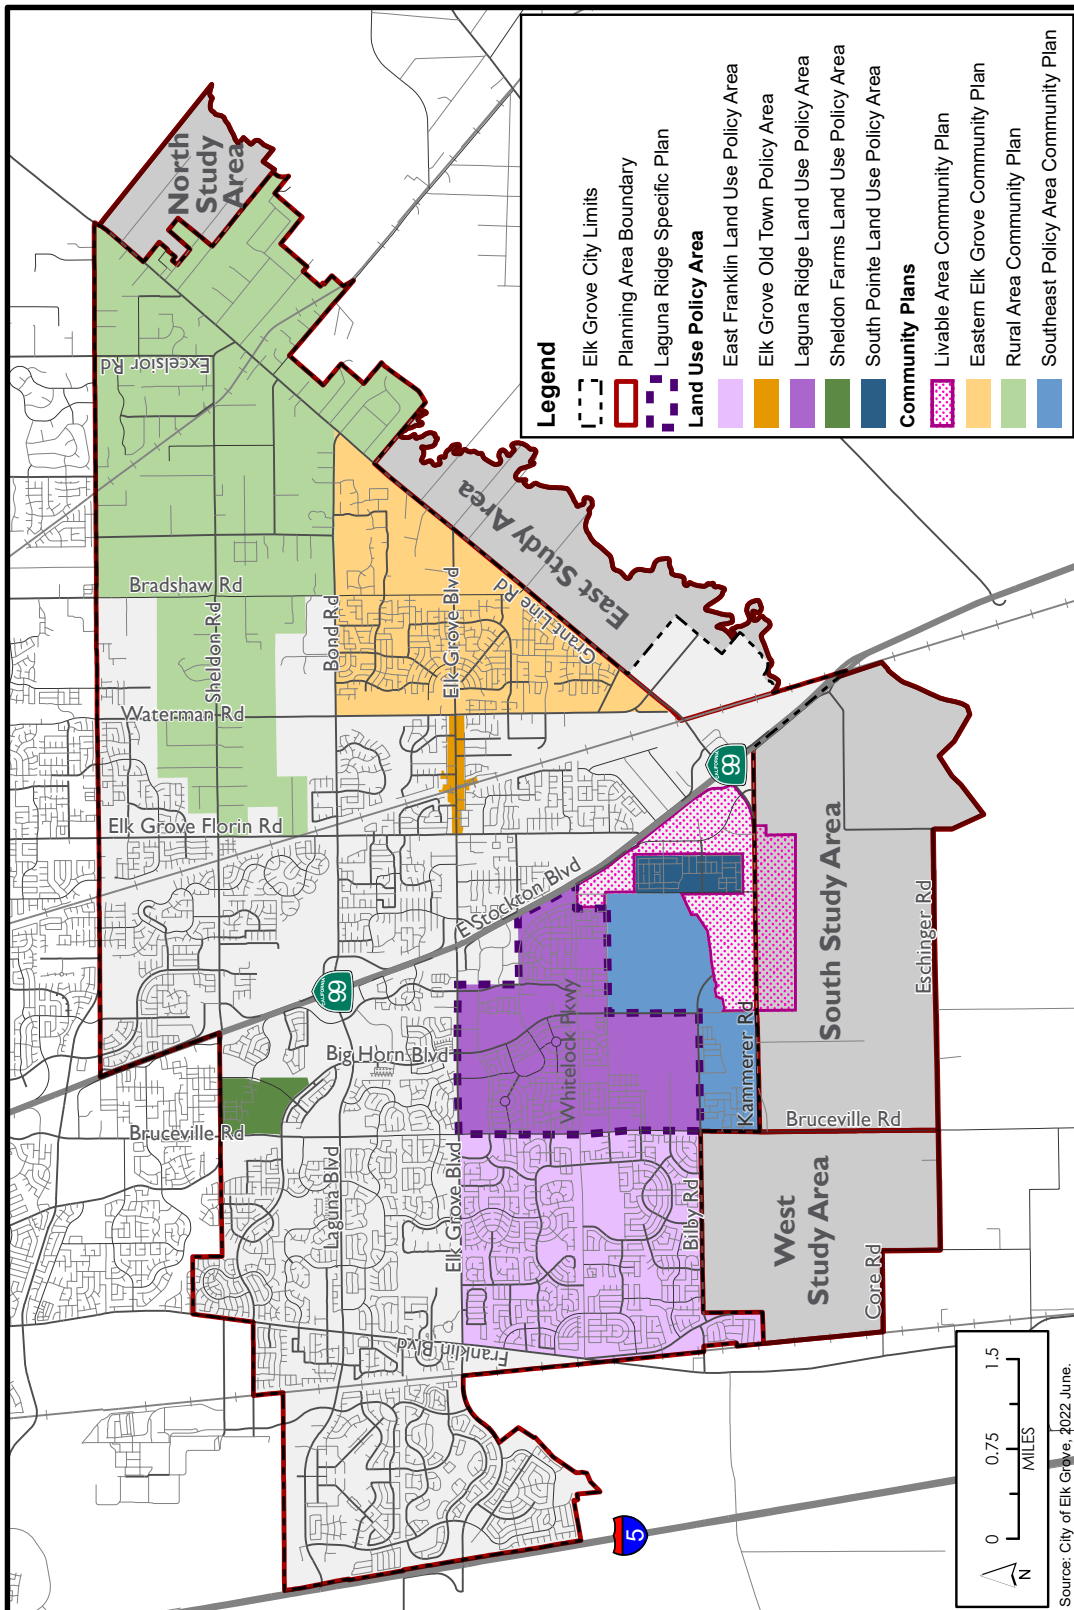 North
Study
Area
Excelsior Rd
Bradshaw Rd
Sheldon Rd
Bond Rd
Elk Grove Blvd
Grant Line Rd
East Study Area
Waterman Rd
Elk Grove Florin Rd
E Stockton Blvd
CALIFORNIA
99
CALIFORNIA
99
Big Horn Blvd
Whitelock Pkwy
Kammerer Rd
South Study Area
Eschinger Rd
Bruceville Rd
Bruceville Rd
Laguna Blvd
Elk Grove Blvd
Bilby Rd
West
Study Area
Core Rd
Franklin Blvd
5
Legend
Elk Grove City Limits
Planning Area Boundary
Laguna Ridge Specific Plan
Land Use Policy Area
East Franklin Land Use Policy Area
Elk Grove Old Town Policy Area
Laguna Ridge Land Use Policy Area
Sheldon Farms Land Use Policy Area
South Pointe Land Use Policy Area
Community Plans
Livable Area Community Plan
Eastern Elk Grove Community Plan
Rural Area Community Plan
Southeast Policy Area Community Plan
N
0 0.75 1.5
MILES
Source: City of Elk Grove, 2022 June.